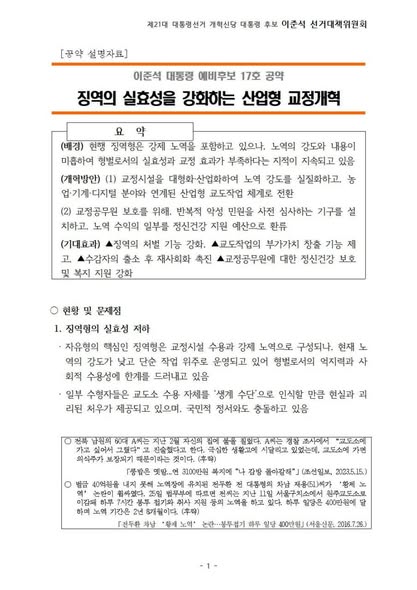 제21대 대통령선거 개혁신당 대통령 후보 이준석 선거대책위원회
[공약 설명자료]
이준석 대통령 예비후보 17호 공약
징역의 실효성을 강화하는 산업형 교정개혁
요 약
(배경) 현행 징역형은 강제 노역을 포함하고 있으나, 노역의 강도와 내용이
미흡하여 형벌로서의 실효성과 교정 효과가 부족하다는 지적이 지속되고 있음
(개혁방안) (1) 교정시설을 대형화·산업화하여 노역 강도를 실질화하고, 농
업·기계·디지털 분야와 연계된 산업형 교도작업 체계로 전환
(2) 교정공무원 보호를 위해, 반복적 악성 민원을 사전 심사하는 기구를 설
치하고, 노역 수익의 일부를 정신건강 지원 예산으로 환류
(기대효과) ▲징역의 처벌 기능 강화, ▲교도작업의 부가가치 창출 기능 제
고, ▲수감자의 출소 후 재사회화 촉진 ▲교정공무원에 대한 정신건강 보호
및 복지 지원 강화
○ 현황 및 문제점
1. 징역형의 실효성 저하
· 자유형의 핵심인 징역형은 교정시설 수용과 강제 노역으로 구성되나, 현재 노
역의 강도가 낮고 단순 작업 위주로 운영되고 있어 형벌로서의 억지력과 사
회적 수용성에 한계를 드러내고 있음
· 일부 수형자들은 교도소 수용 자체를 ‘생계 수단’으로 인식할 만큼 현실과 괴
리된 처우가 제공되고 있으며, 국민적 정서와도 충돌하고 있음
○ 전북 남원의 60대 A씨는 지난 2월 자신의 집에 불을 질렀다. A씨는 경찰 조사에서 “교도소에
가고 싶어서 그랬다”고 진술했다고 한다. 극심한 생활고에 시달리고 있었는데, 교도소에 가면
의식주가 보장되기 때문이라는 것이다. (후략)
「콩밥은 옛말…연 3100만원 복지에 “나 감방 돌아갈래”」(조선일보, 2023.5.15.)
○ 벌금 40억원을 내지 못해 노역장에 유치된 전두환 전 대통령의 차남 재용(51)씨가 ‘황제 노
역’ 논란이 휩싸였다. 25일 법무부에 따르면 전씨는 지난 11일 서울구치소에서 원주교도소로
이감돼 하루 7시간 봉투 접기와 취사 지원 등의 노역을 하고 있다. 하루 일당은 400만원에 달
하며 노역 기간은 2년 8개월이다. (후략)
「전두환 차남 ‘황제 노역’ 논란…봉투접기 하루 일당 400만원」(서울신문, 2016.7.26.)
- 1 -